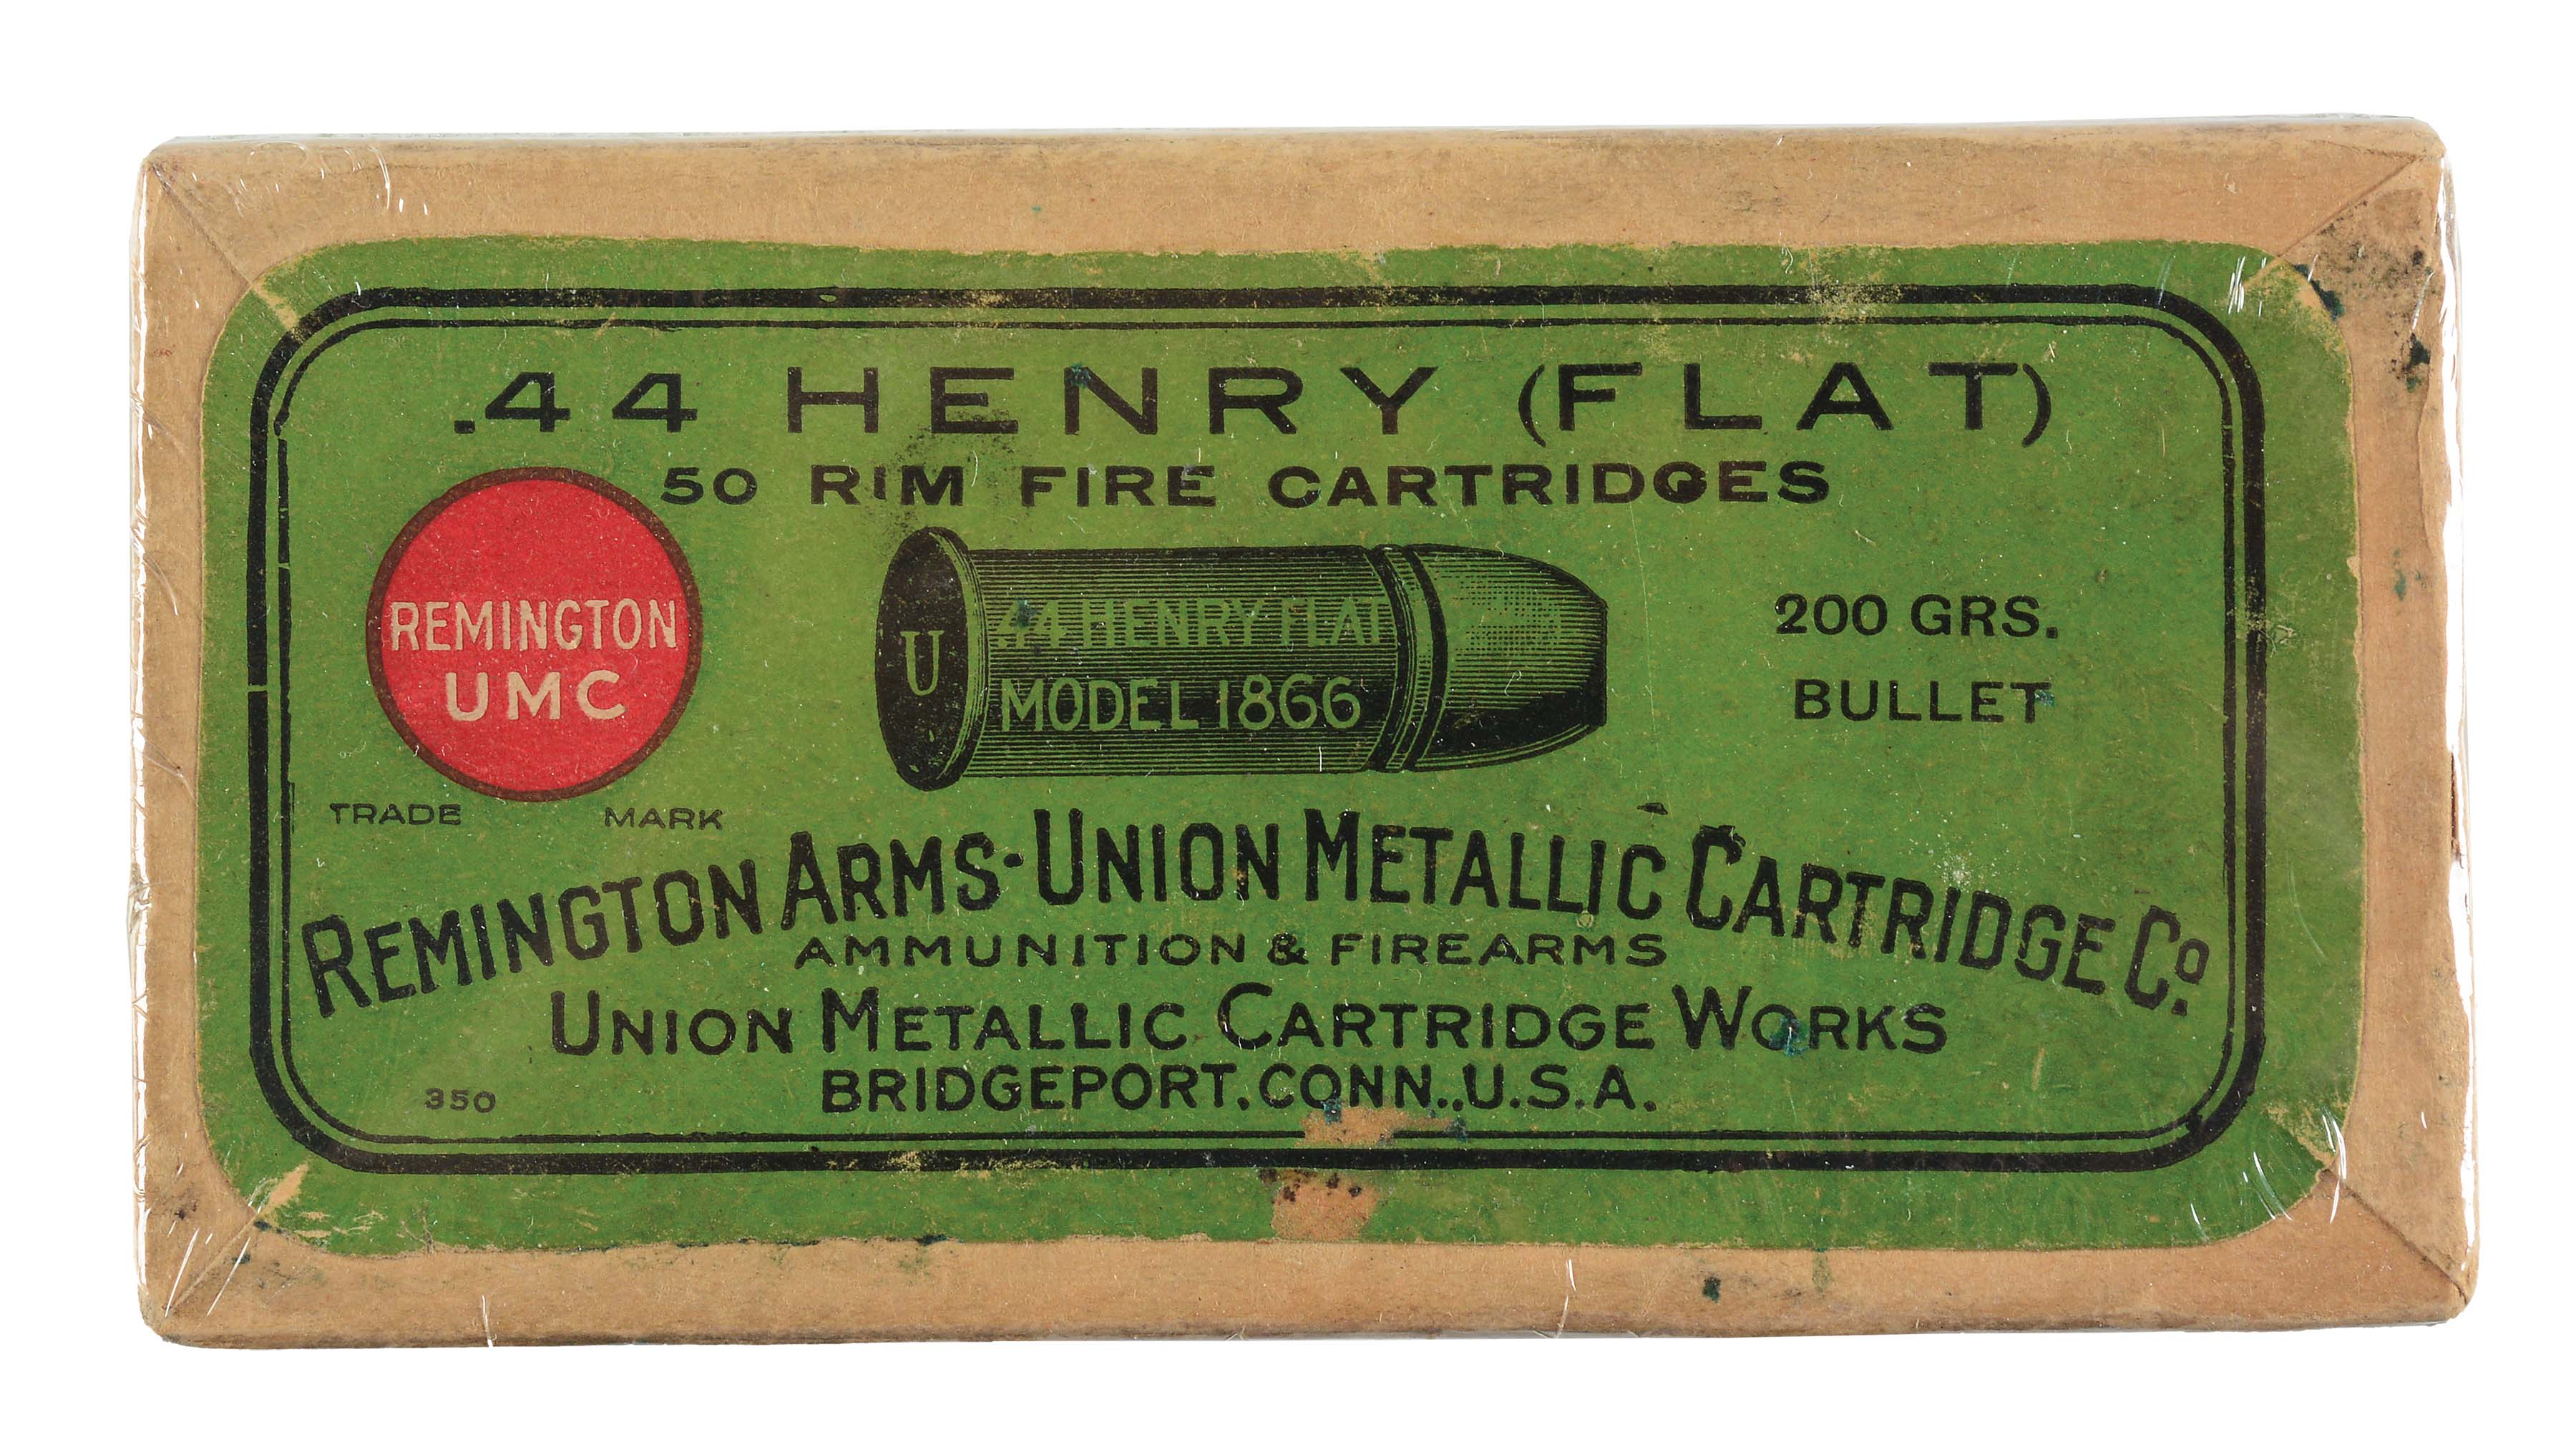 .44 HENRY (FLAT)
50 RIM FIRE CARTRIDGES
REMINGTON
UMC
TRADE MARK
U
44 HENRY FLAT
MODEL 1866
200 GRS.
BULLET
REMINGTON ARMS-UNION METALLIC CARTRIDGE Co.
AMMUNITION & FIREARMS
UNION METALLIC CARTRIDGE WORKS
BRIDGEPORT, CONN., U.S.A.
350